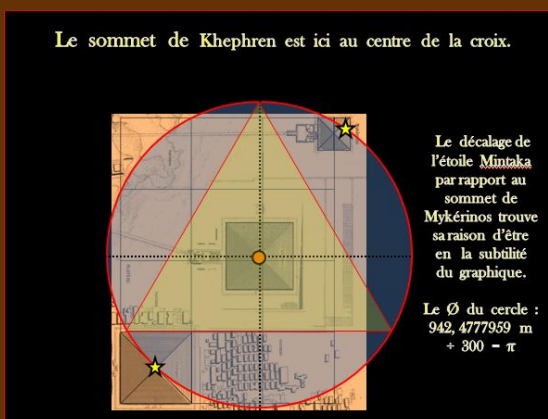 Le sommet de Khephren est ici au centre de la croix.
Le décalage de
l'étoile Mintaka
par rapport au
sommet de
Mykérinos trouve
sa raison d'être
en la subtilité
du graphique.
Le Ø du cercle :
942, 4777959 m
÷ 300 = π